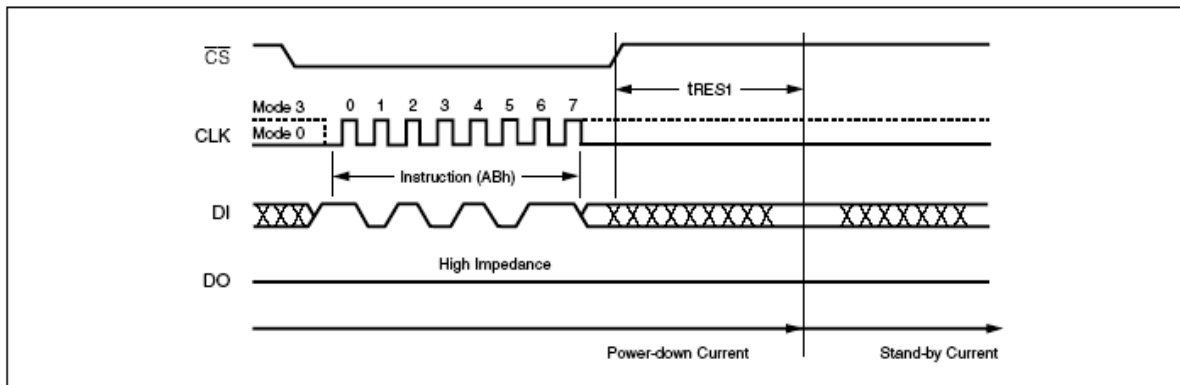 CS
tRES1
Mode 3 0 1 2 3 4 5 6 7
CLK
Mode 0
Instruction (ABh)
DI
High Impedance
DO
Power-down Current Stand-by Current